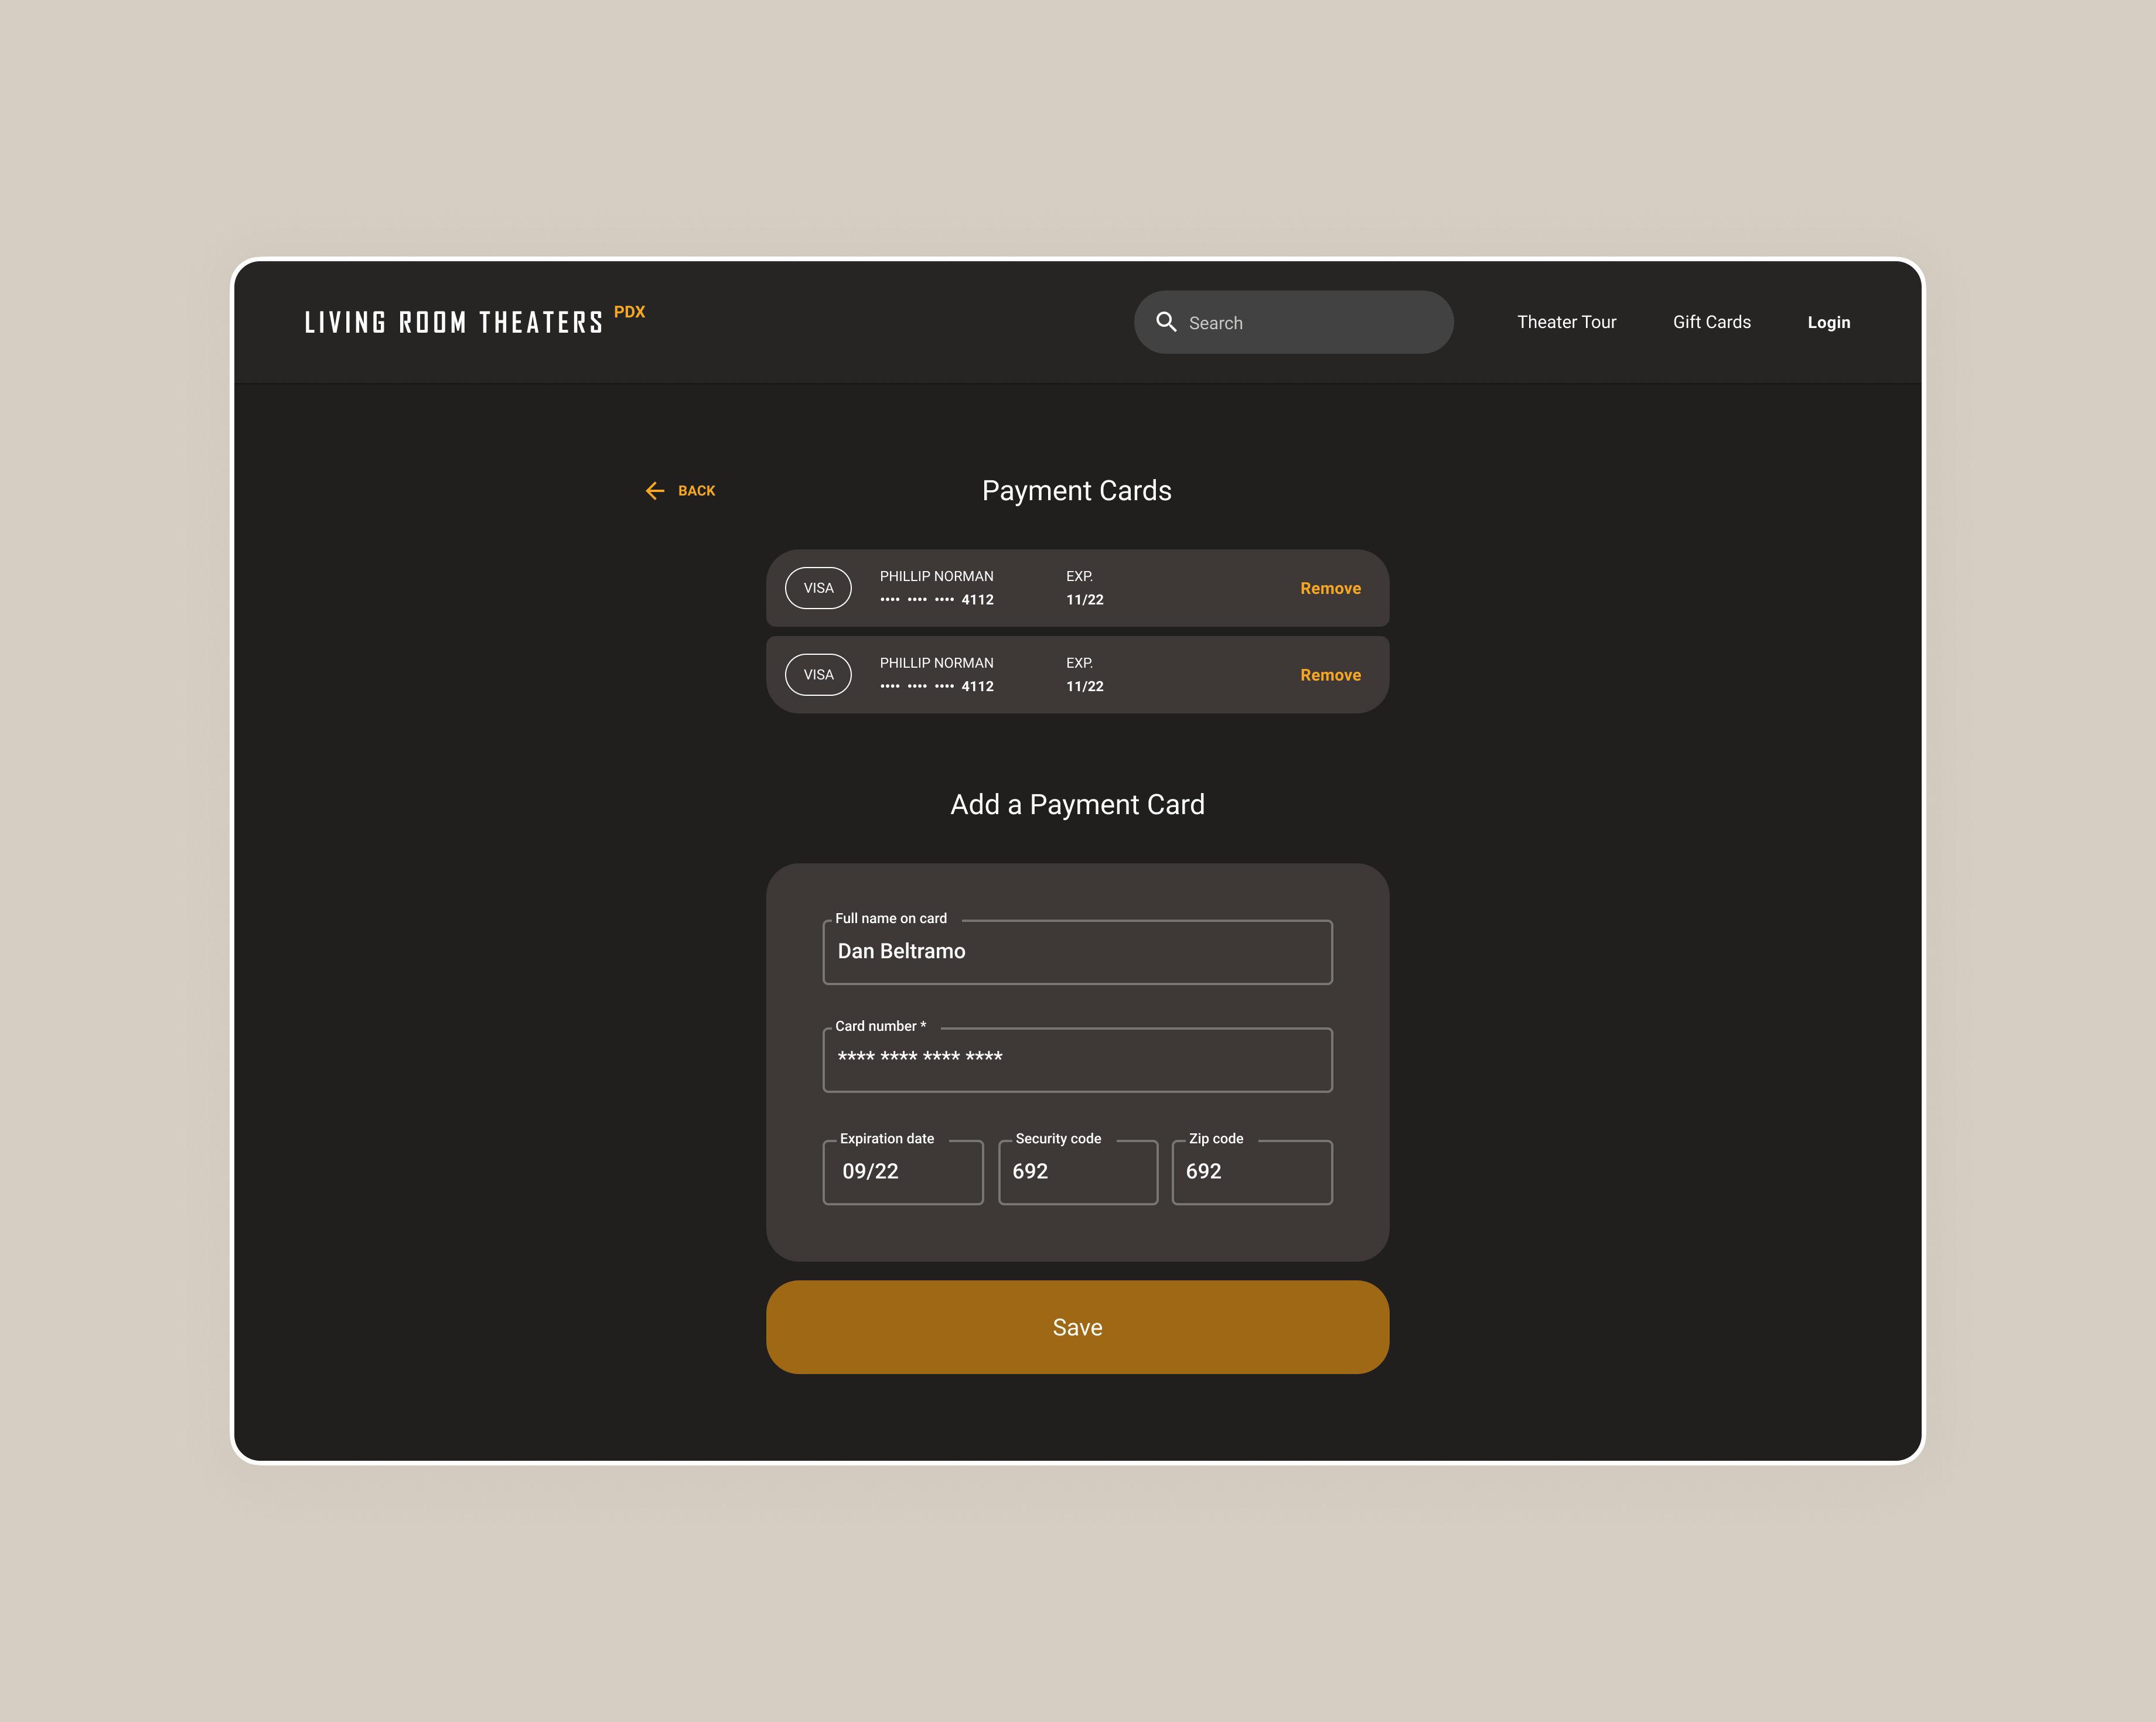 LIVING ROOM THEATERS PDX
Search
Theater Tour
Gift Cards
Login
BACK
Payment Cards
VISA
PHILLIP NORMAN
•••• •••• •••• 4112
EXP.
11/22
Remove
VISA
PHILLIP NORMAN
•••• •••• •••• 4112
EXP.
11/22
Remove
Add a Payment Card
Full name on card
Dan Beltramo
Card number *
**** **** **** ****
Expiration date
09/22
Security code
692
Zip code
692
Save